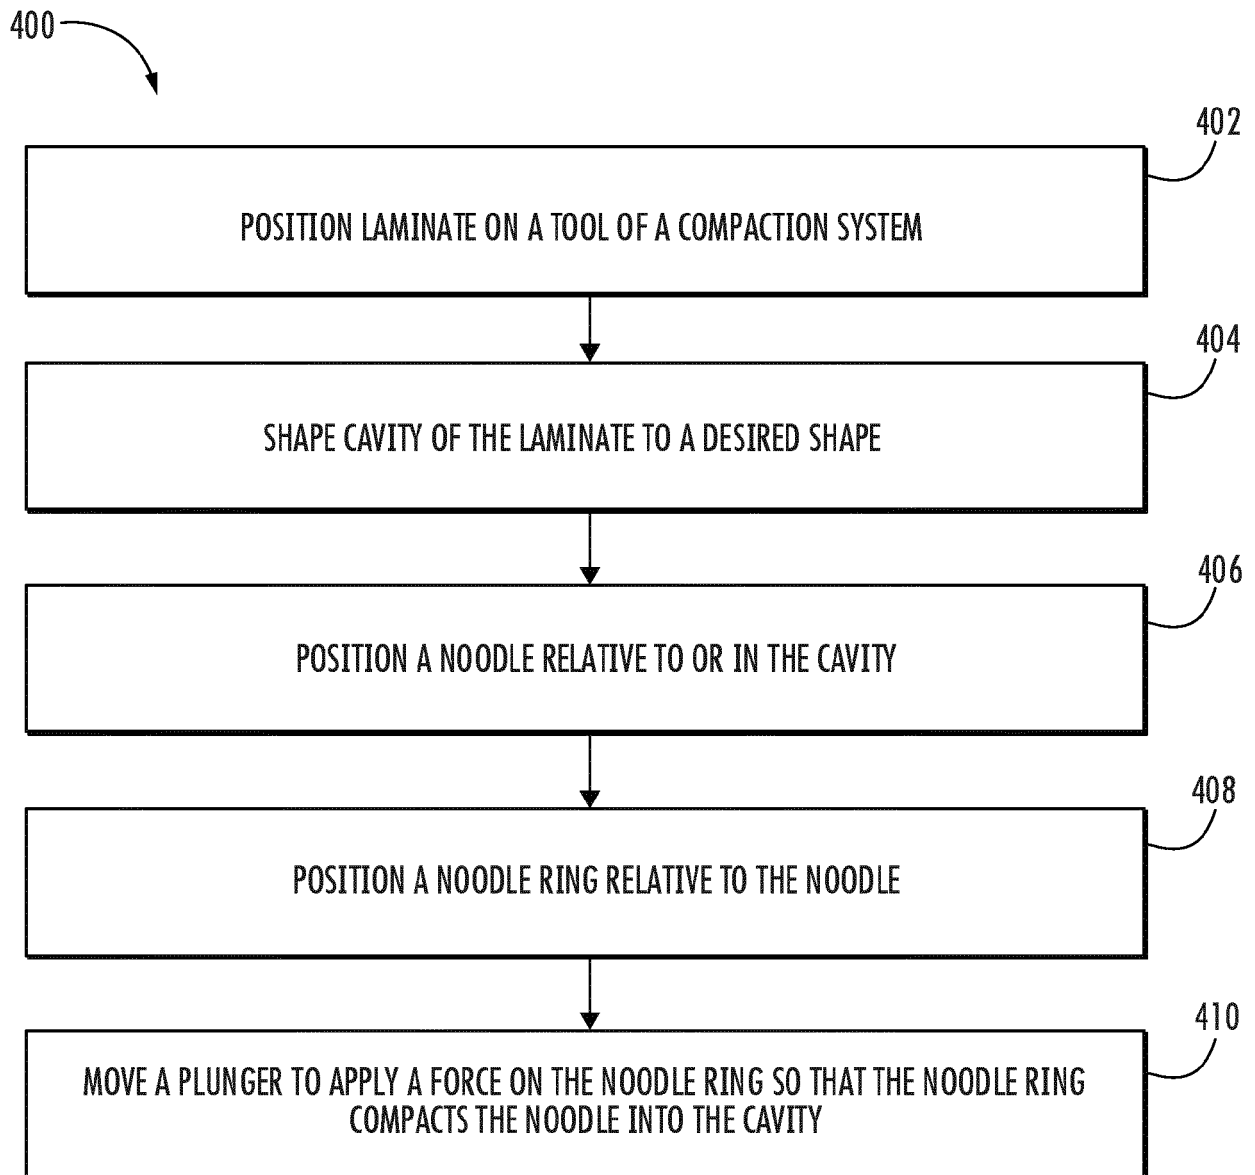 400
402
POSITION LAMINATE ON A TOOL OF A COMPACTION SYSTEM
404
SHAPE CAVITY OF THE LAMINATE TO A DESIRED SHAPE
406
POSITION A NOODLE RELATIVE TO OR IN THE CAVITY
408
POSITION A NOODLE RING RELATIVE TO THE NOODLE
410
MOVE A PLUNGER TO APPLY A FORCE ON THE NOODLE RING SO THAT THE NOODLE RING
COMPACTS THE NOODLE INTO THE CAVITY